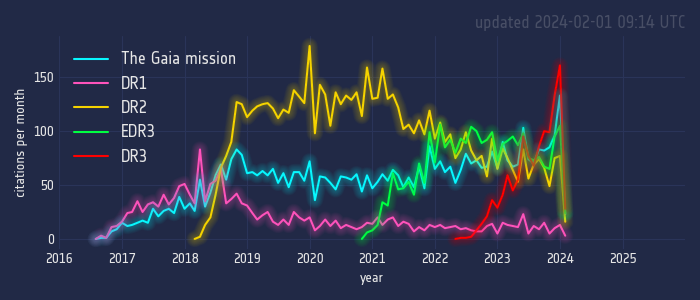 updated 2024-02-01 09:14 UTC
The Gaia mission
DR1
DR2
EDR3
DR3
citations per month
150
100
50
0
2016 2017 2018 2019 2020 2021 2022 2023 2024 2025
year